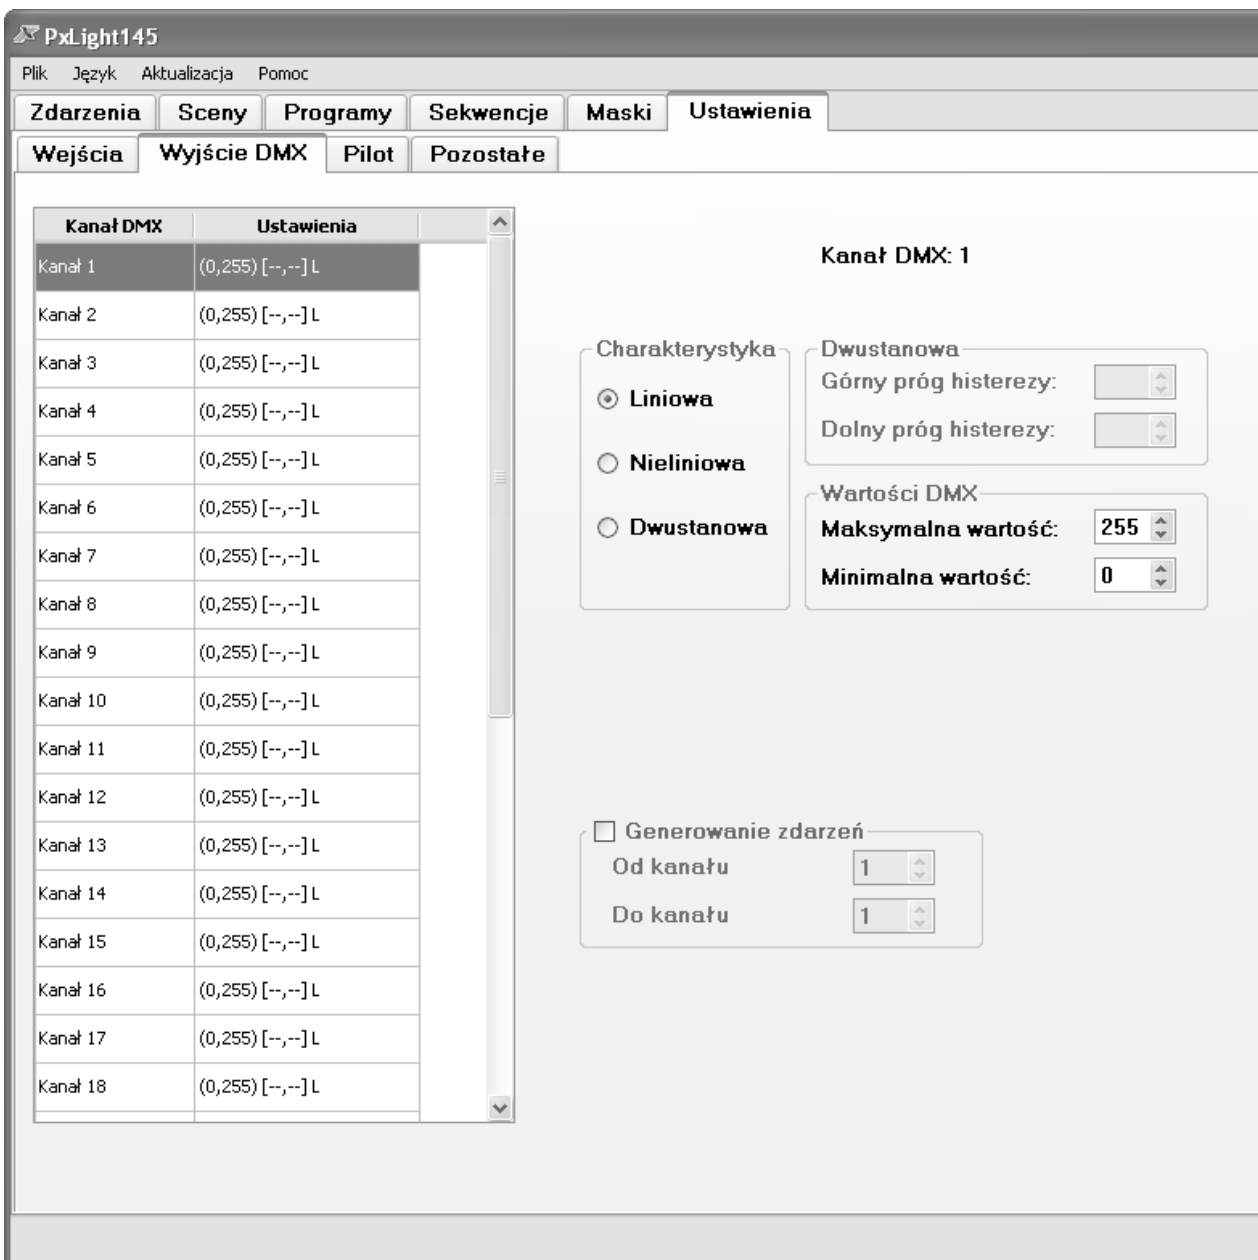 PxLight145
Plik Język Aktualizacja Pomoc
Zdarzenia Sceny Programy Sekwencje Maski Ustawienia
Wejścia Wyjście DMX Pilot Pozostałe
Kanał DMX Ustawienia
Kanał 1 (0,255) [--,--] L
Kanał 2 (0,255) [--,--] L
Kanał 3 (0,255) [--,--] L
Kanał 4 (0,255) [--,--] L
Kanał 5 (0,255) [--,--] L
Kanał 6 (0,255) [--,--] L
Kanał 7 (0,255) [--,--] L
Kanał 8 (0,255) [--,--] L
Kanał 9 (0,255) [--,--] L
Kanał 10 (0,255) [--,--] L
Kanał 11 (0,255) [--,--] L
Kanał 12 (0,255) [--,--] L
Kanał 13 (0,255) [--,--] L
Kanał 14 (0,255) [--,--] L
Kanał 15 (0,255) [--,--] L
Kanał 16 (0,255) [--,--] L
Kanał 17 (0,255) [--,--] L
Kanał 18 (0,255) [--,--] L
Kanał DMX: 1
Charakterystyka
Liniowa
Nieliniowa
Dwustanowa
Dwustanowa
Górny próg histerezy:
Dolny próg histerezy:
Wartości DMX
Maksymalna wartość: 255
Minimalna wartość: 0
Generowanie zdarzeń
Od kanału 1
Do kanału 1